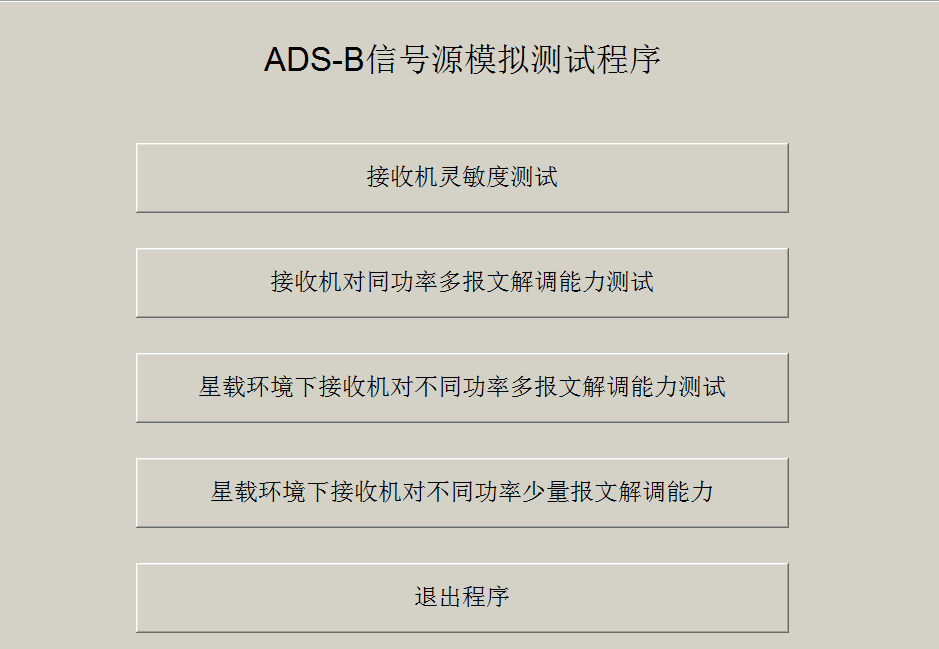 ADS-B信号源模拟测试程序
接收机灵敏度测试
接收机对同功率多报文解调能力测试
星载环境下接收机对不同功率多报文解调能力测试
星载环境下接收机对不同功率少量报文解调能力
退出程序